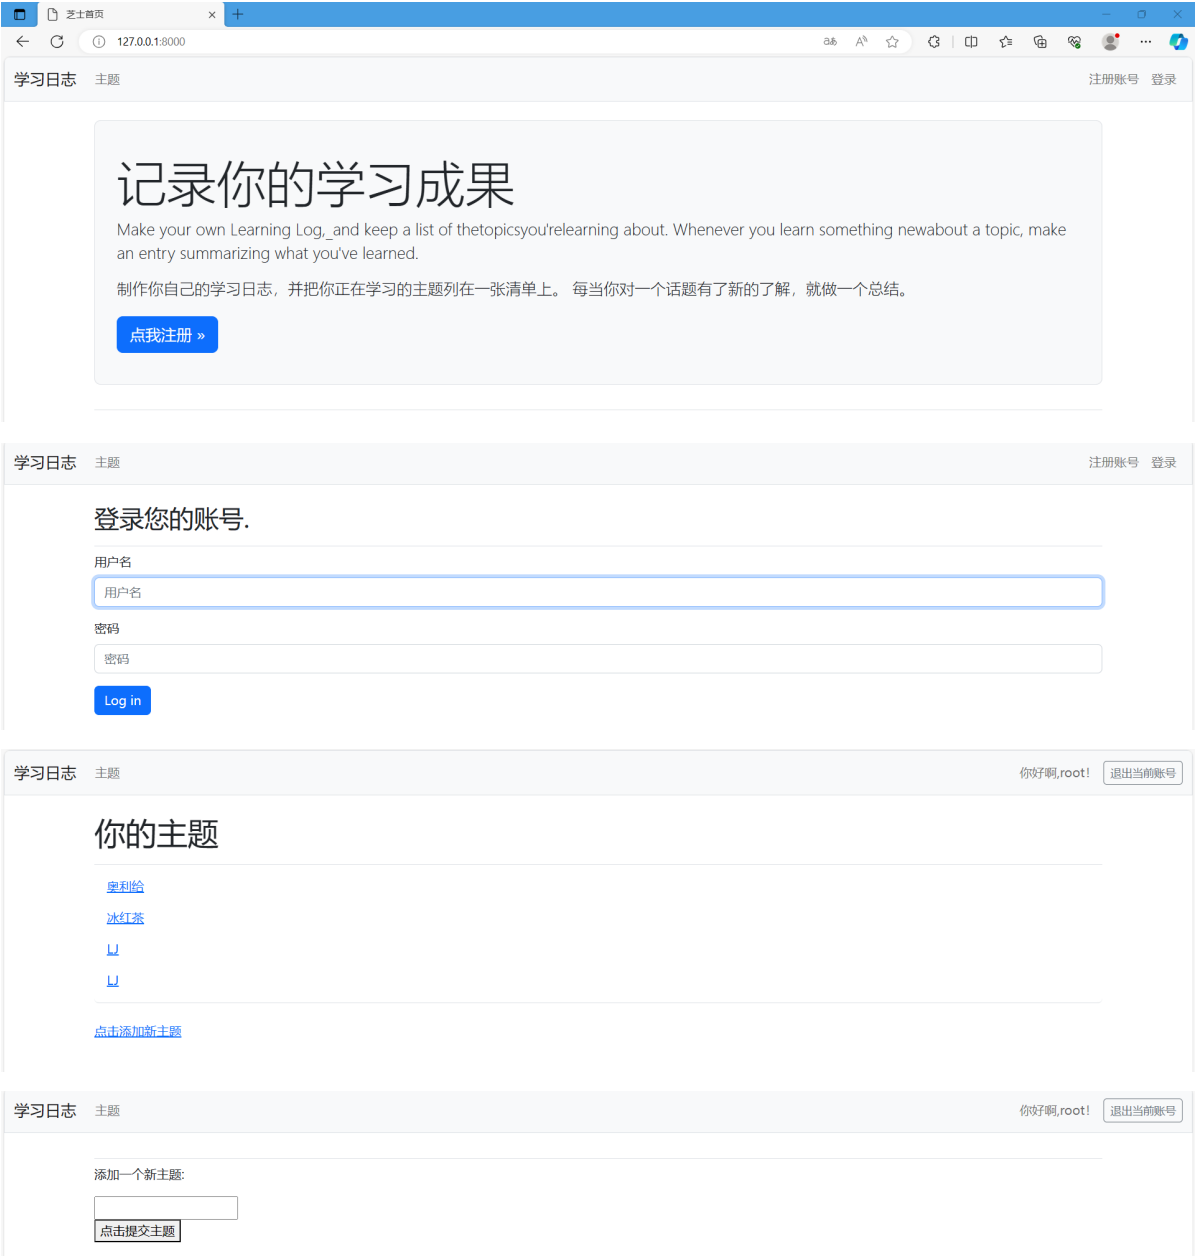 芝士首页
127.0.0.1:8000
学习日志 主题 注册账号 登录
记录你的学习成果
Make your own Learning Log,_and keep a list of thetopicsyou'relearning about. Whenever you learn something newabout a topic, make
an entry summarizing what you've learned.
制作你自己的学习日志，并把你正在学习的主题列在一张清单上。 每当你对一个话题有了新的了解，就做一个总结。
点我注册 »
学习日志 主题 注册账号 登录
登录您的账号.
用户名
用户名
密码
密码
Log in
学习日志 主题 你好啊,root! 退出当前账号
你的主题
奥利给
冰红茶
LJ
LJ
点击添加新主题
学习日志 主题 你好啊,root! 退出当前账号
添加一个新主题:
点击提交主题